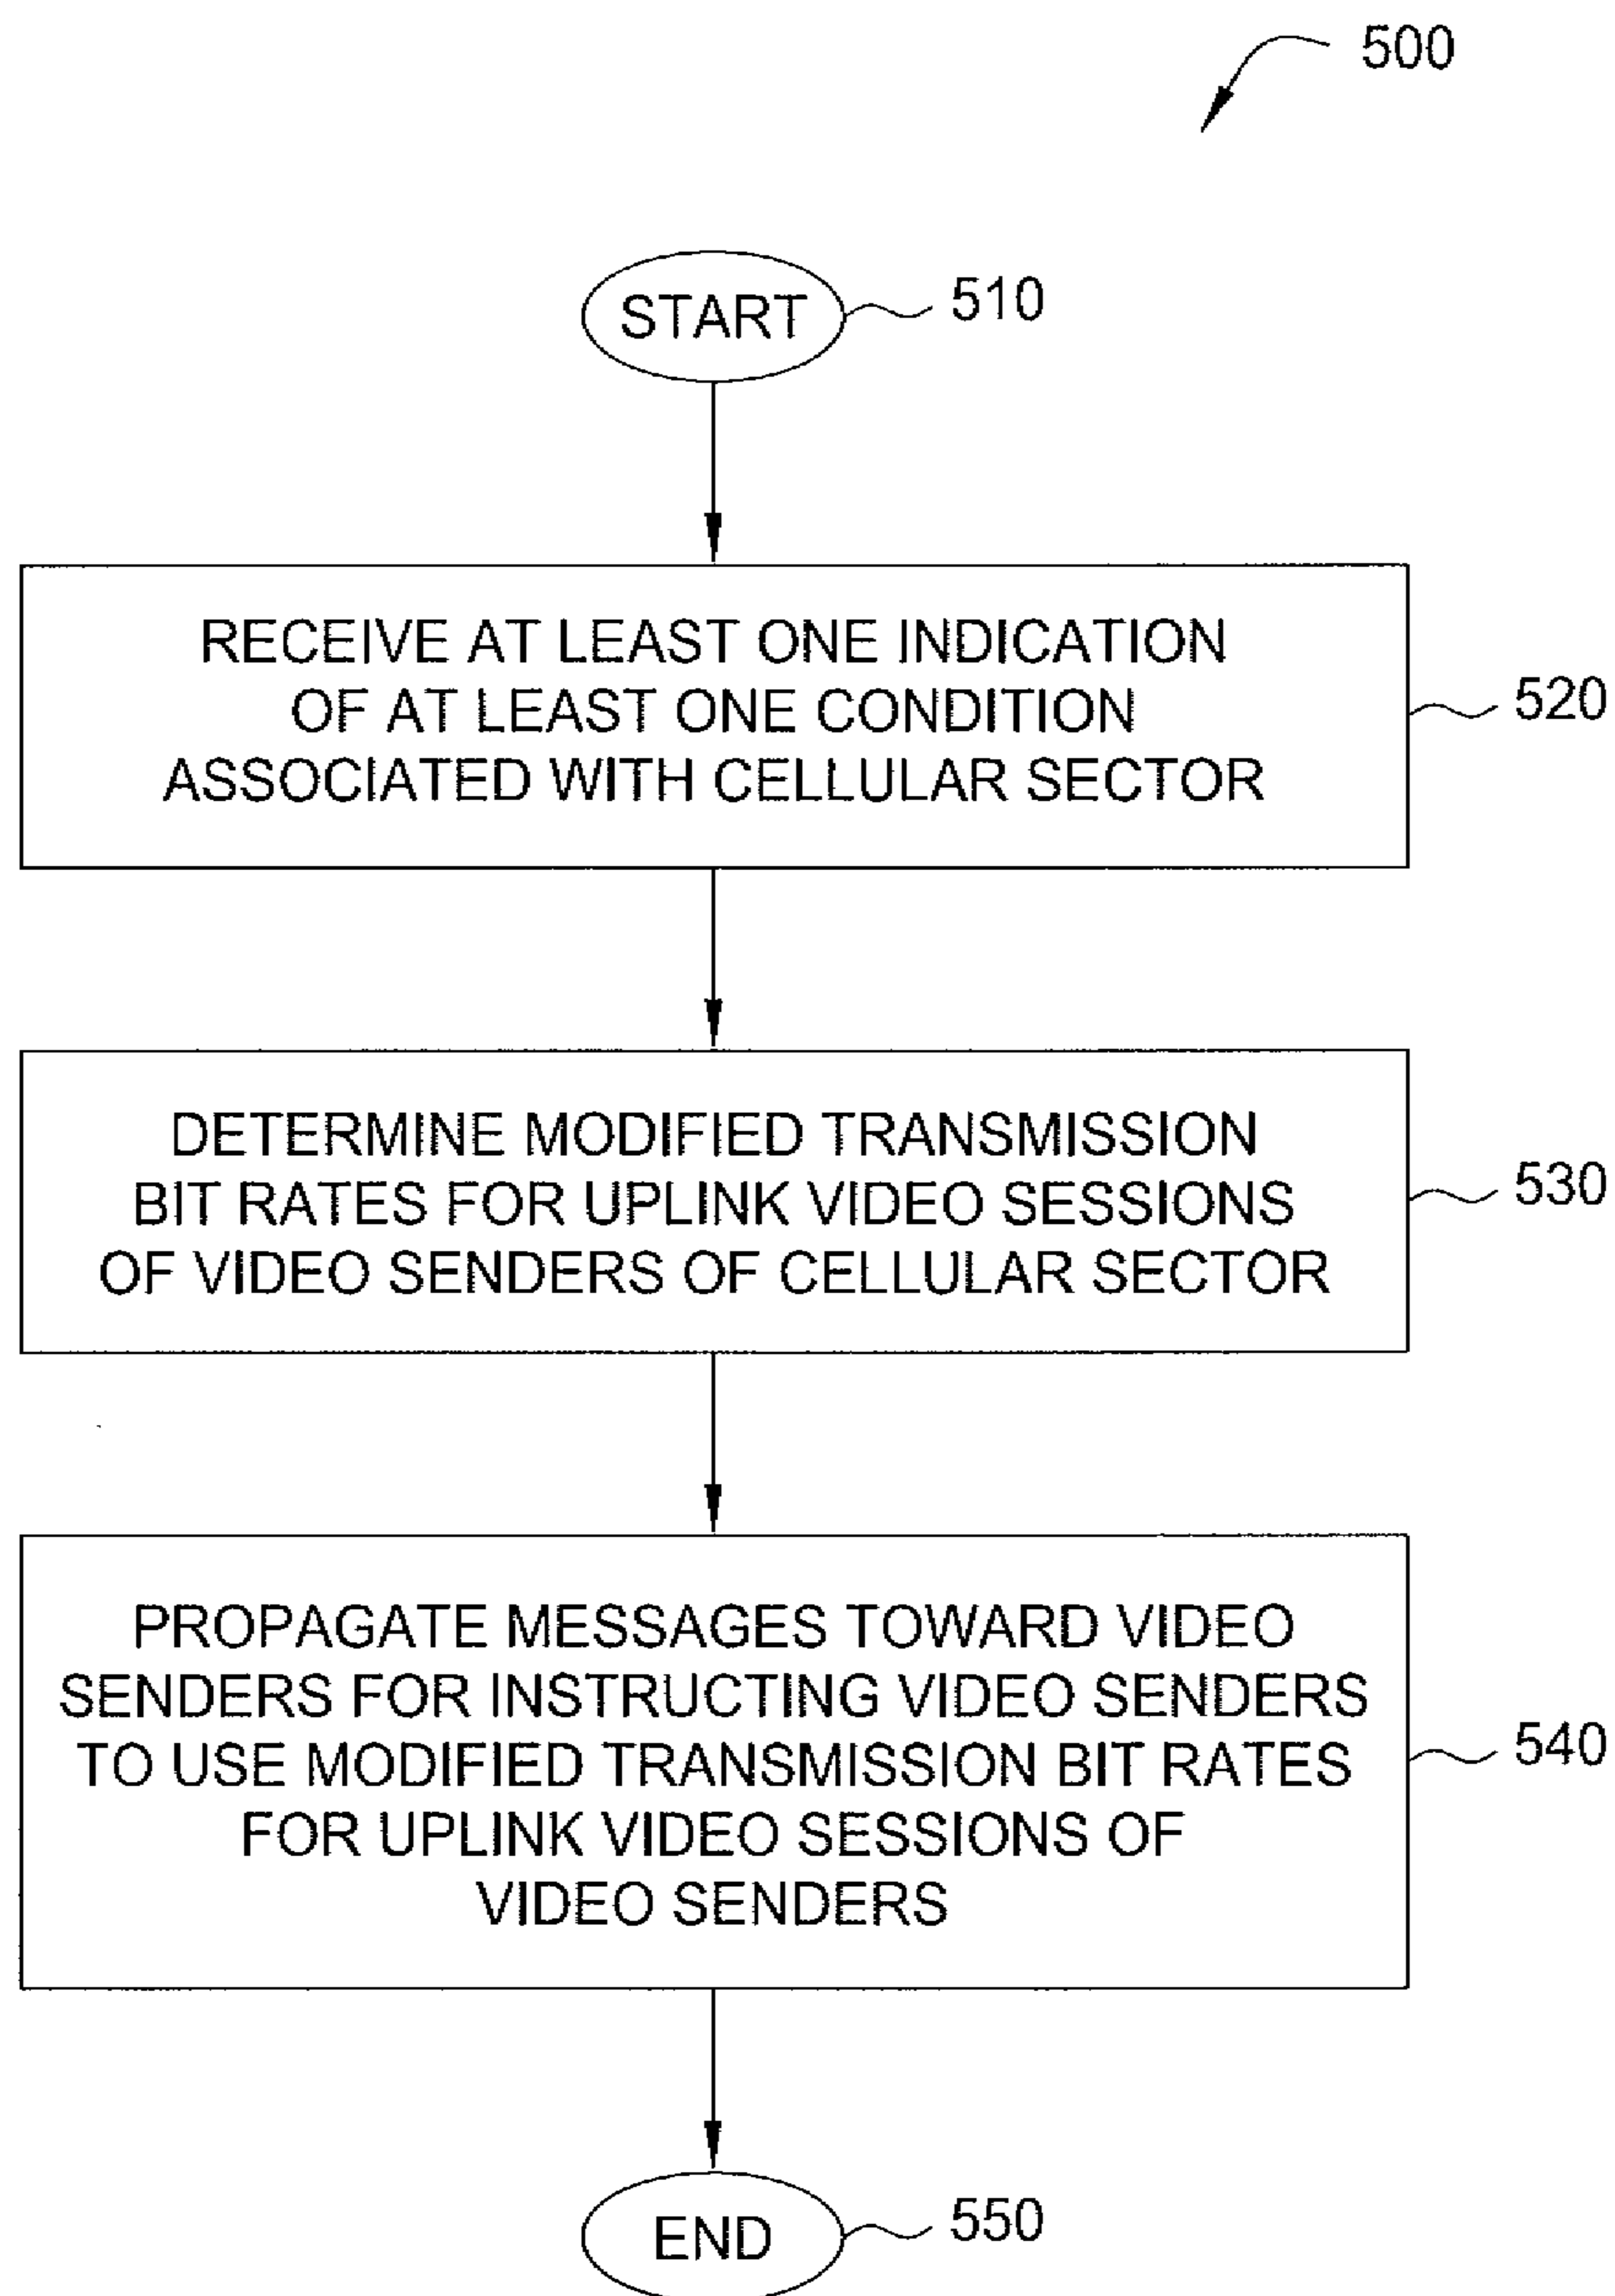 500
START
510
RECEIVE AT LEAST ONE INDICATION
OF AT LEAST ONE CONDITION
ASSOCIATED WITH CELLULAR SECTOR
520
DETERMINE MODIFIED TRANSMISSION
BIT RATES FOR UPLINK VIDEO SESSIONS
OF VIDEO SENDERS OF CELLULAR SECTOR
530
PROPAGATE MESSAGES TOWARD VIDEO
SENDERS FOR INSTRUCTING VIDEO SENDERS
TO USE MODIFIED TRANSMISSION BIT RATES
FOR UPLINK VIDEO SESSIONS OF
VIDEO SENDERS
540
END
550